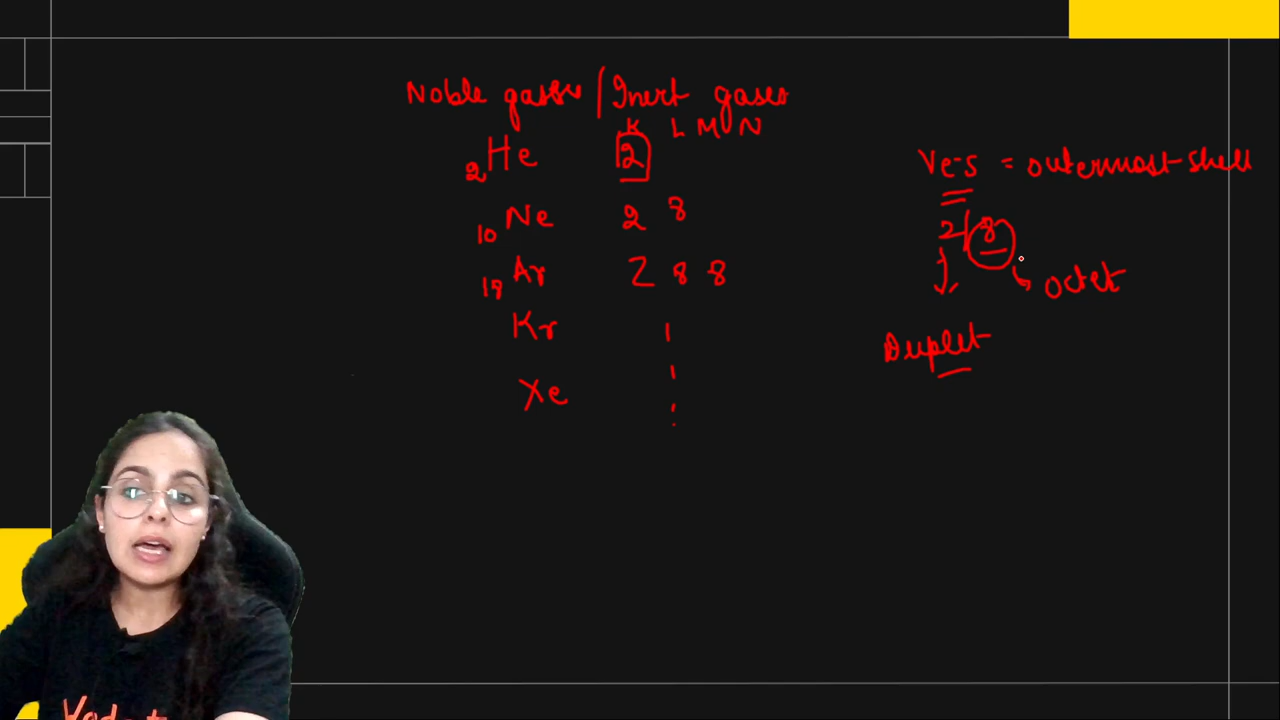 Noble gases / Inert gases
K L M N
2He 2
10Ne 2 8
18Ar 2 8 8
Kr
Xe
Ve-s = outermost shell
2/8
octet
Duplet